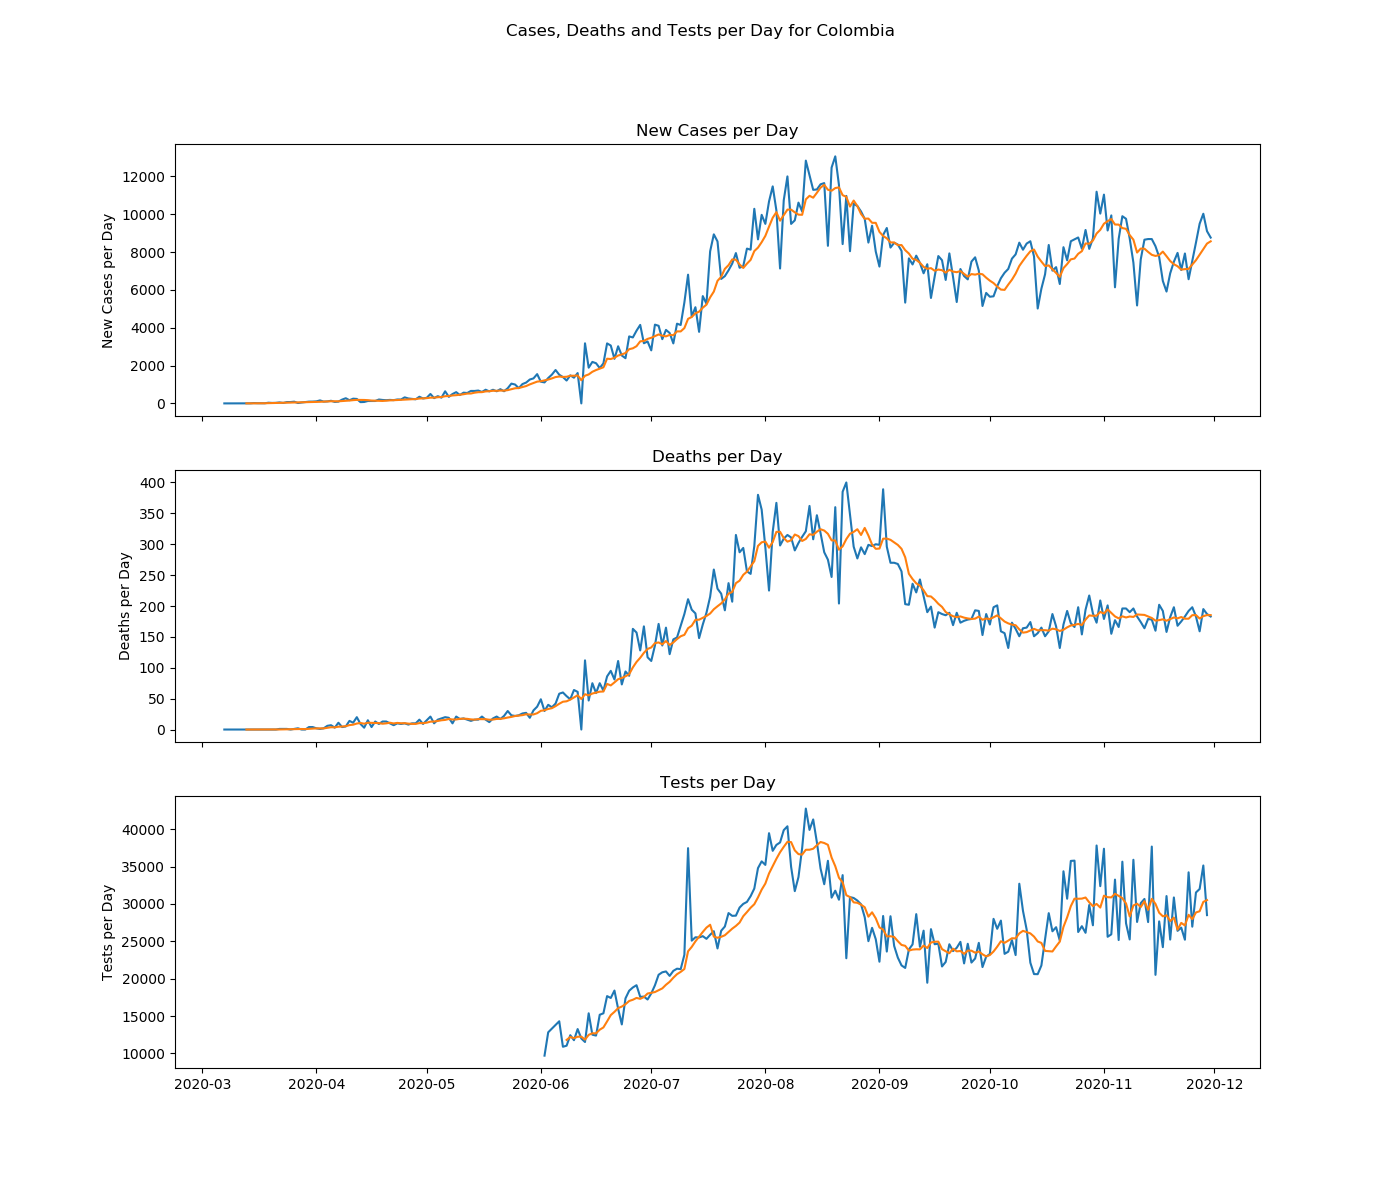 Cases, Deaths and Tests per Day for Colombia
New Cases per Day
New Cases per Day
12000
10000
8000
6000
4000
2000
0
Deaths per Day
Deaths per Day
400
350
300
250
200
150
100
50
0
Tests per Day
Tests per Day
40000
35000
30000
25000
20000
15000
10000
2020-03 2020-04 2020-05 2020-06 2020-07 2020-08 2020-09 2020-10 2020-11 2020-12